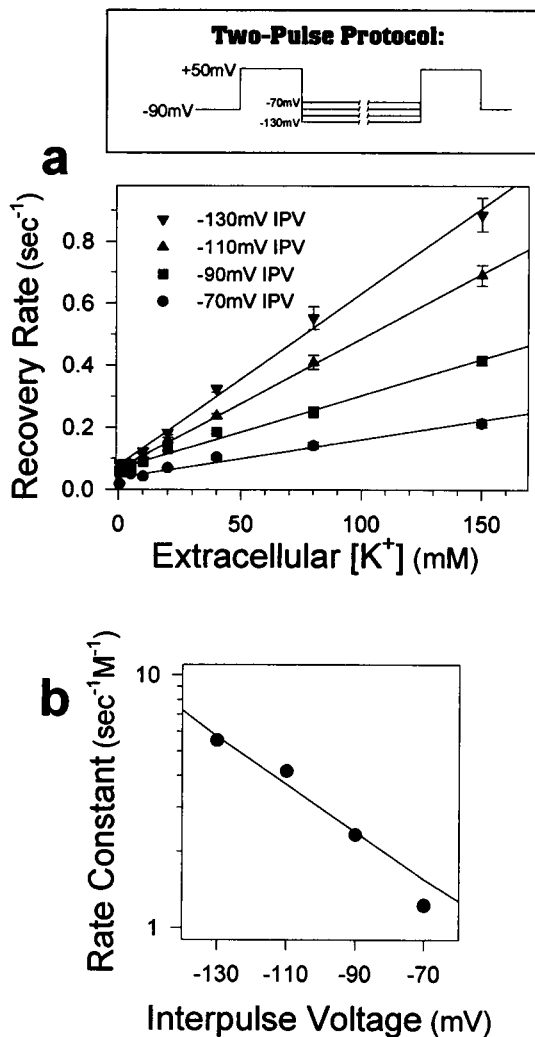 Two-Pulse Protocol:
+50mV
-90mV
-70mV
-130mV
a
Recovery Rate (sec⁻¹)
0.8
0.6
0.4
0.2
0.0
-130mV IPV
-110mV IPV
-90mV IPV
-70mV IPV
0
50
100
150
Extracellular [K⁺] (mM)
b
Rate Constant (sec⁻¹M⁻¹)
10
1
-130
-110
-90
-70
Interpulse Voltage (mV)